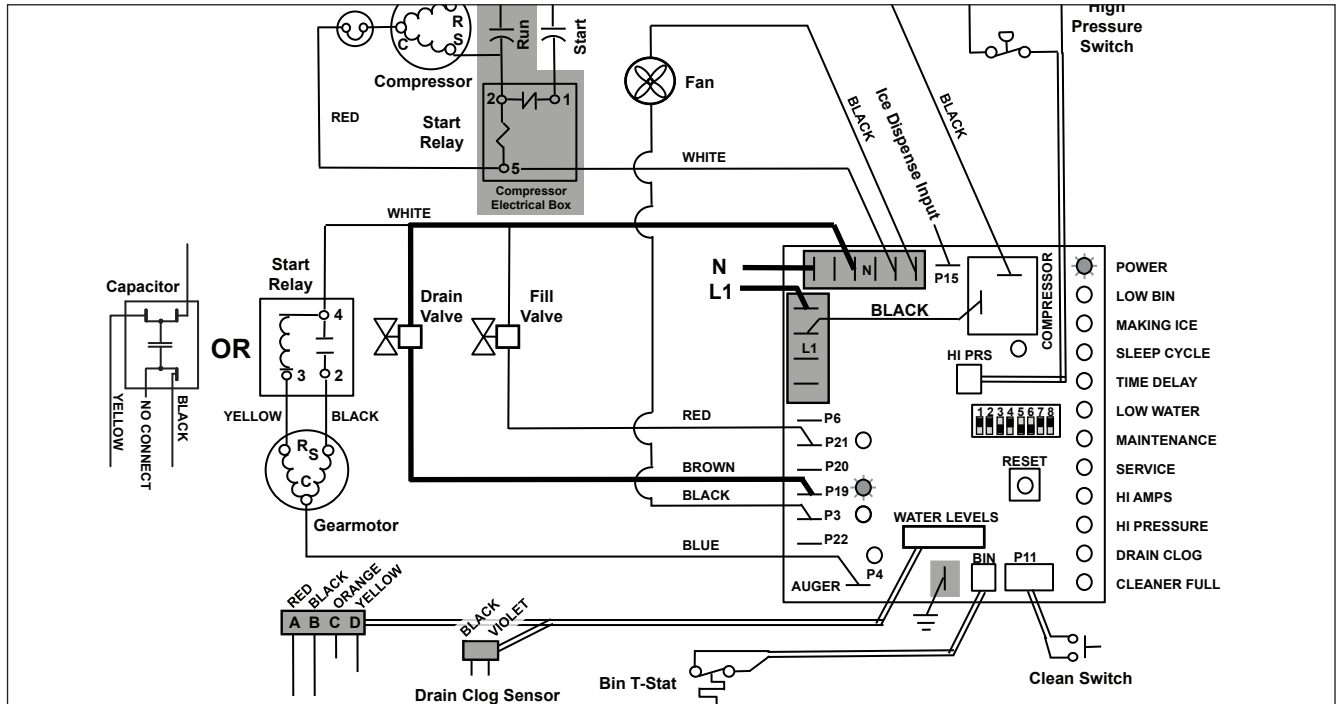 High
Pressure
Switch
R
S
C
Run
Start
Compressor
Fan
2
1
RED
Start
Relay
5
WHITE
BLACK
Ice Dispense Input
BLACK
Compressor
Electrical Box
WHITE
Capacitor
Start
Relay
4
OR
3
2
Drain
Valve
Fill
Valve
N
L1
N
P15
BLACK
COMPRESSOR
L1
HI PRS
POWER
LOW BIN
MAKING ICE
SLEEP CYCLE
TIME DELAY
LOW WATER
MAINTENANCE
SERVICE
HI AMPS
HI PRESSURE
DRAIN CLOG
CLEANER FULL
YELLOW
NO CONNECT
BLACK
YELLOW
BLACK
R
S
C
Gearmotor
RED
P6
P21
1 2 3 4 5 6 7 8
BROWN
P20
P19
RESET
BLACK
P3
BLUE
P22
WATER LEVELS
P4
AUGER
BIN
P11
RED
BLACK
ORANGE
YELLOW
A B C D
BLACK
VIOLET
Drain Clog Sensor
Bin T-Stat
Clean Switch